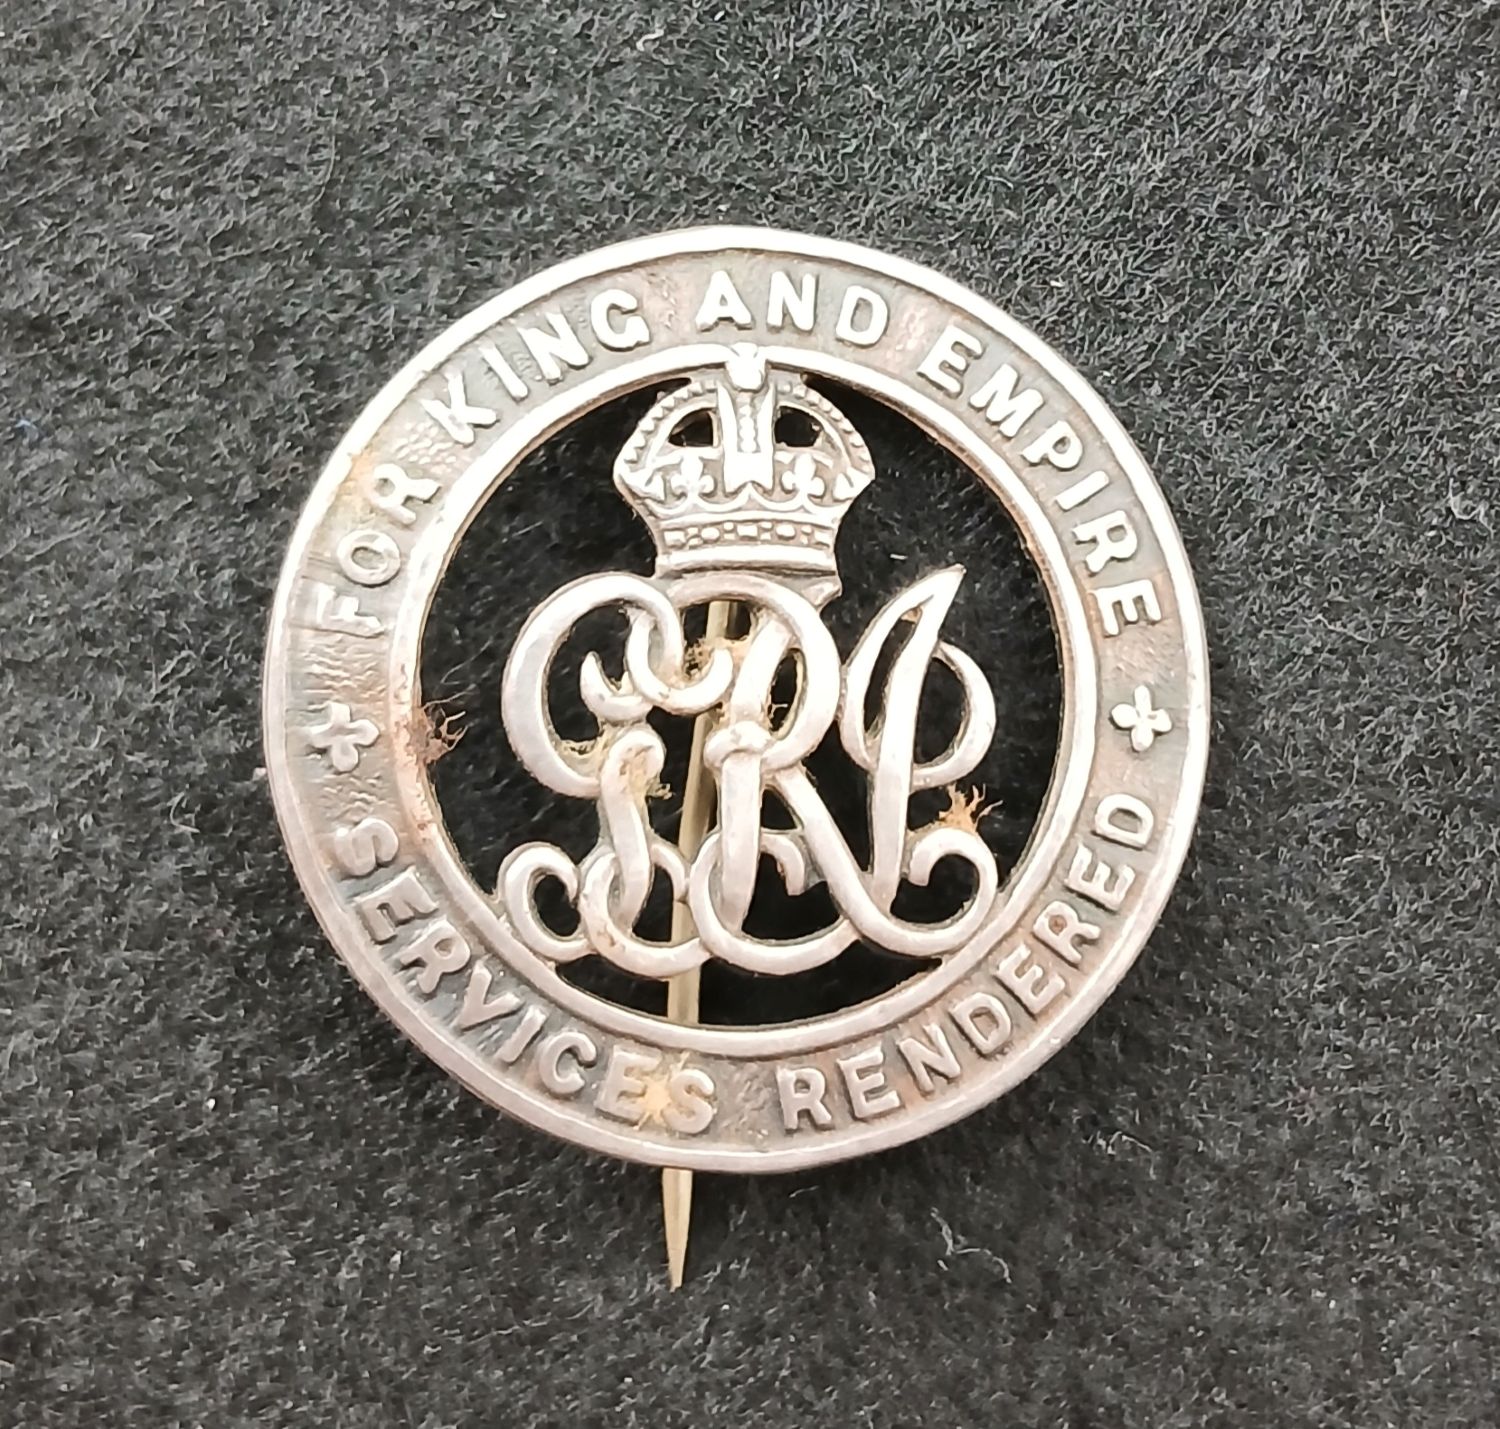 FOR KING AND EMPIRE
SERVICES RENDERED
GRI